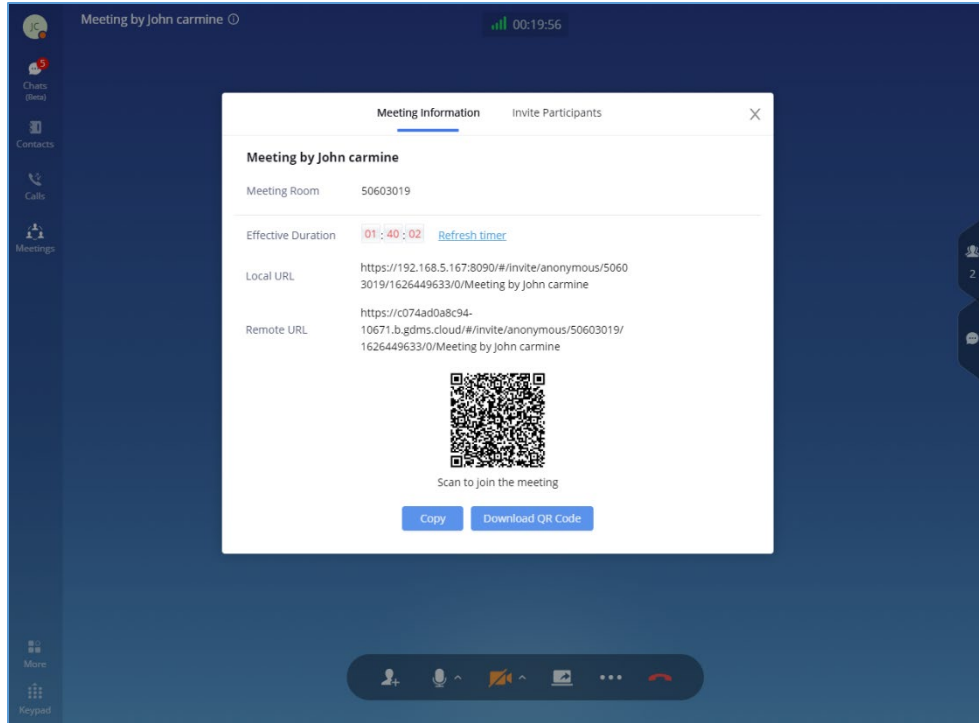 JC
Meeting by John carmine
00:19:56
5
Chats
(Beta)
Contacts
Calls
Meetings
Meeting Information
Invite Participants
Meeting by John carmine
Meeting Room 50603019
Effective Duration 01 : 40 : 02 Refresh timer
Local URL
https://192.168.5.167:8090/#/invite/anonymous/5060
3019/1626449633/0/Meeting by John carmine
Remote URL
https://c074ad0a8c94-
10671.b.gdms.cloud/#/invite/anonymous/50603019/
1626449633/0/Meeting by John carmine
Scan to join the meeting
Copy
Download QR Code
2
More
Keypad